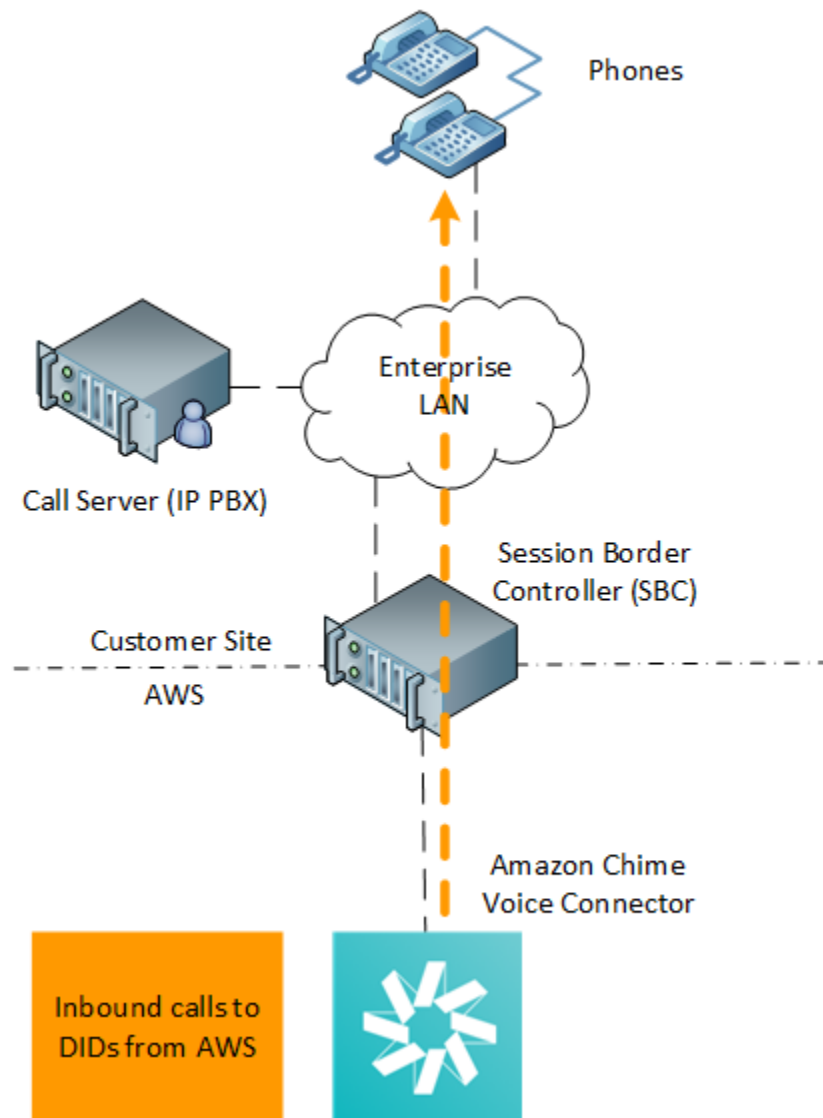 Phones
Enterprise
LAN
Call Server (IP PBX)
Session Border
Controller (SBC)
Customer Site
AWS
Amazon Chime
Voice Connector
Inbound calls to
DIDs from AWS